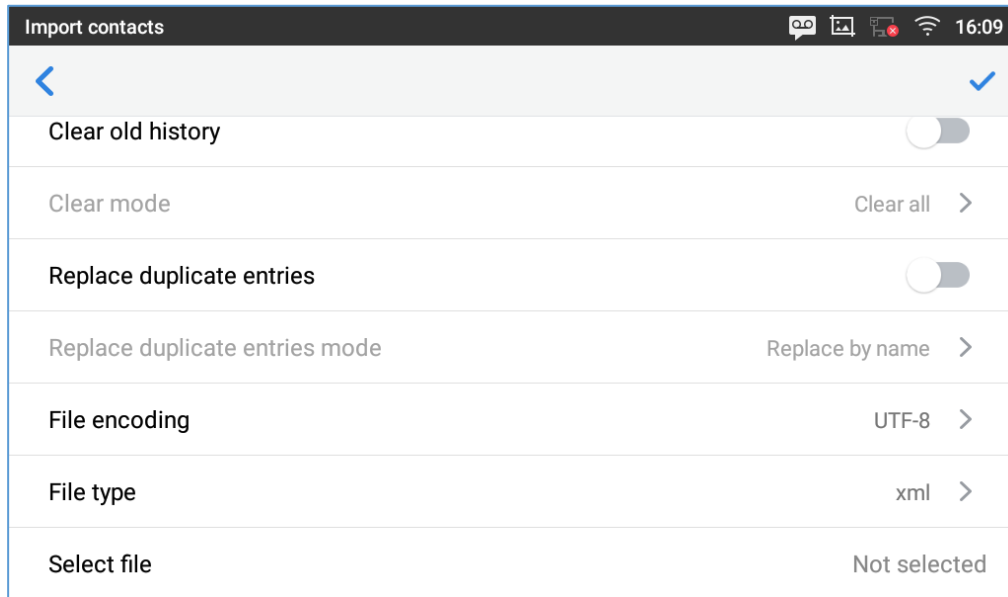 Import contacts 16:09
Clear old history
Clear mode Clear all
Replace duplicate entries
Replace duplicate entries mode Replace by name
File encoding UTF-8
File type xml
Select file Not selected